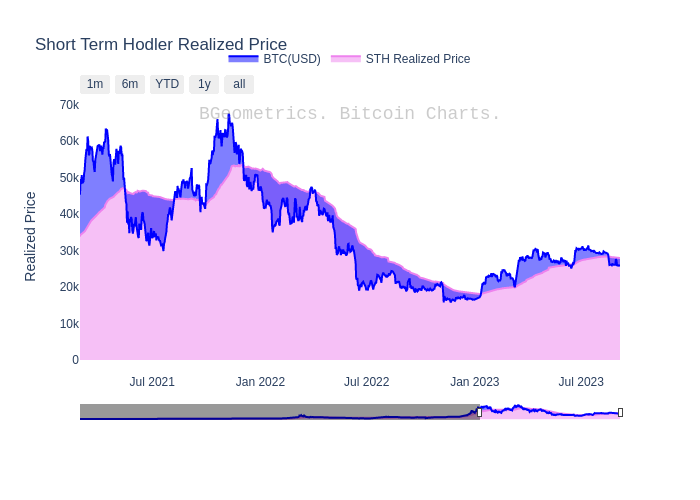 Short Term Hodler Realized Price
BTC(USD) STH Realized Price
1m 6m YTD 1y all
BGeometrics. Bitcoin Charts.
70k
60k
50k
40k
30k
20k
10k
0
Realized Price
Jul 2021 Jan 2022 Jul 2022 Jan 2023 Jul 2023